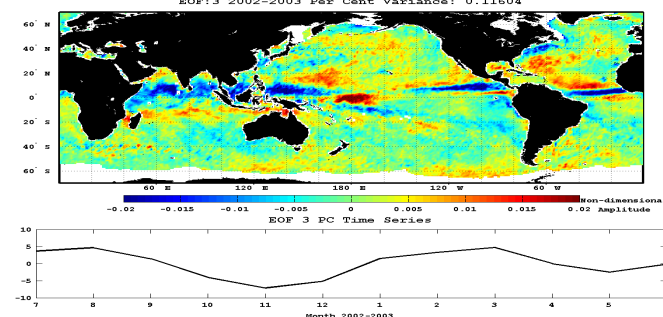 EOF:3 2002-2003 Per Cent Variance: 0.11604
60° N
40° N
20° N
0°
20° S
40° S
60° S
60° E 120° E 180° E 120° W 60° W
-0.02 -0.015 -0.01 -0.005 0 0.005 0.01 0.015 0.02
Non-dimensiona
Amplitude
EOF 3 PC Time Series
10
5
0
-5
-10
7 8 9 10 11 12 1 2 3 4 5
Month 2002-2003